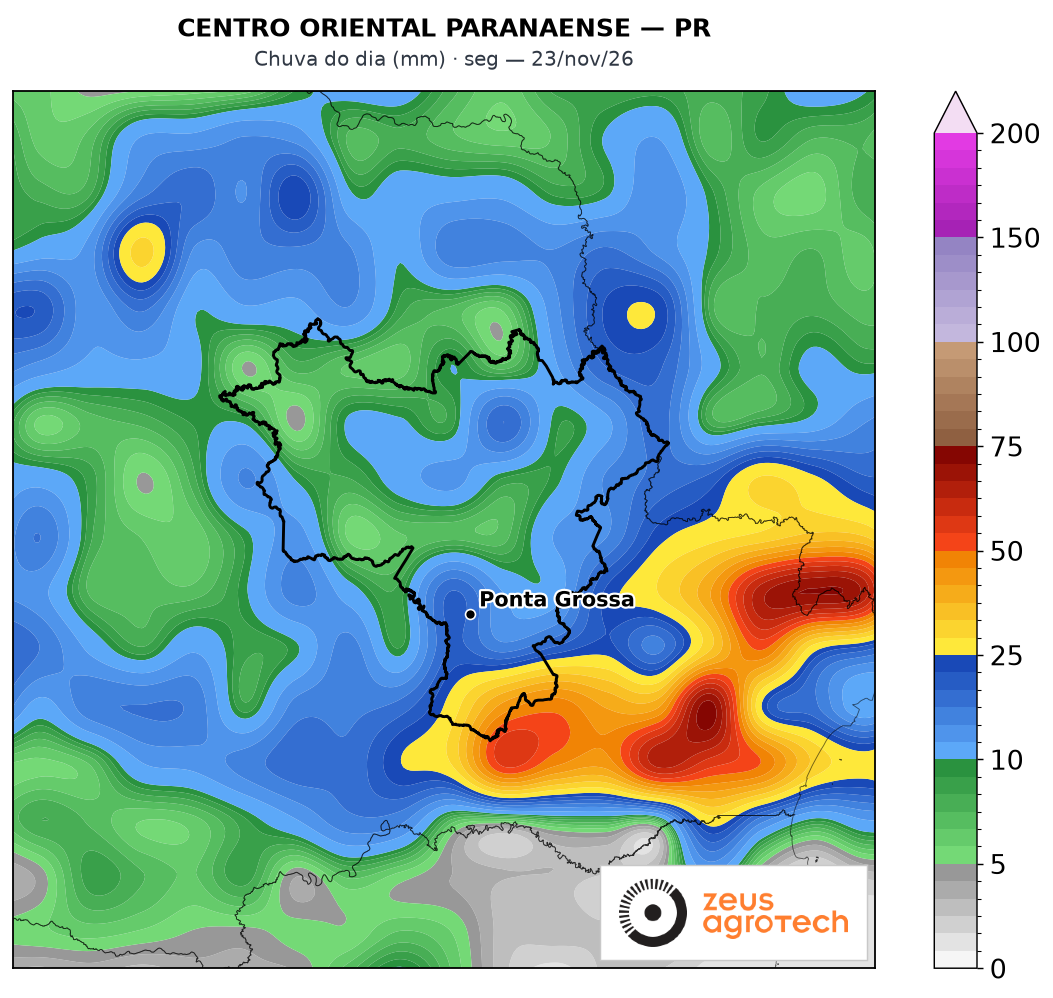 CENTRO ORIENTAL PARANAENSE — PR
Chuva do dia (mm) · seg — 23/nov/26
200
150
100
75
50
25
10
5
0
Ponta Grossa
zeus
agrotech